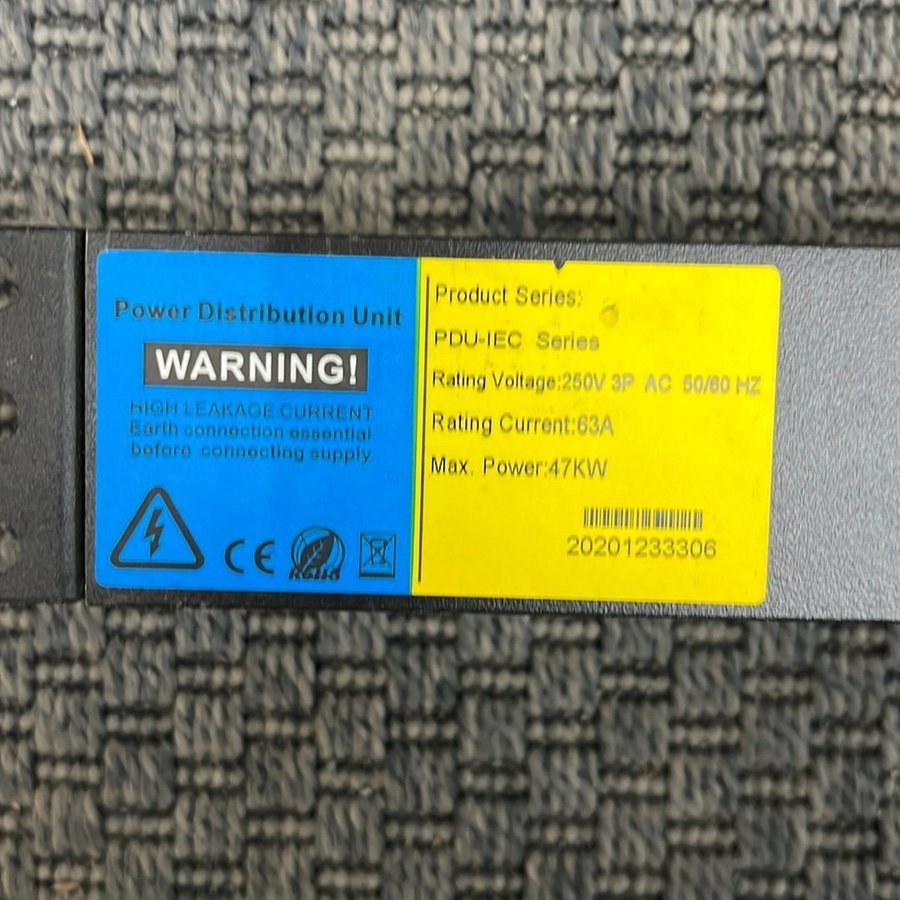 Power Distribution Unit
WARNING!
HIGH LEAKAGE CURRENT
Earth connection essential
before connecting supply
CE
RoHS
Product Series:
PDU-IEC Series
Rating Voltage:250V 3P AC 50/60 HZ
Rating Current:63A
Max. Power:47KW
20201233306